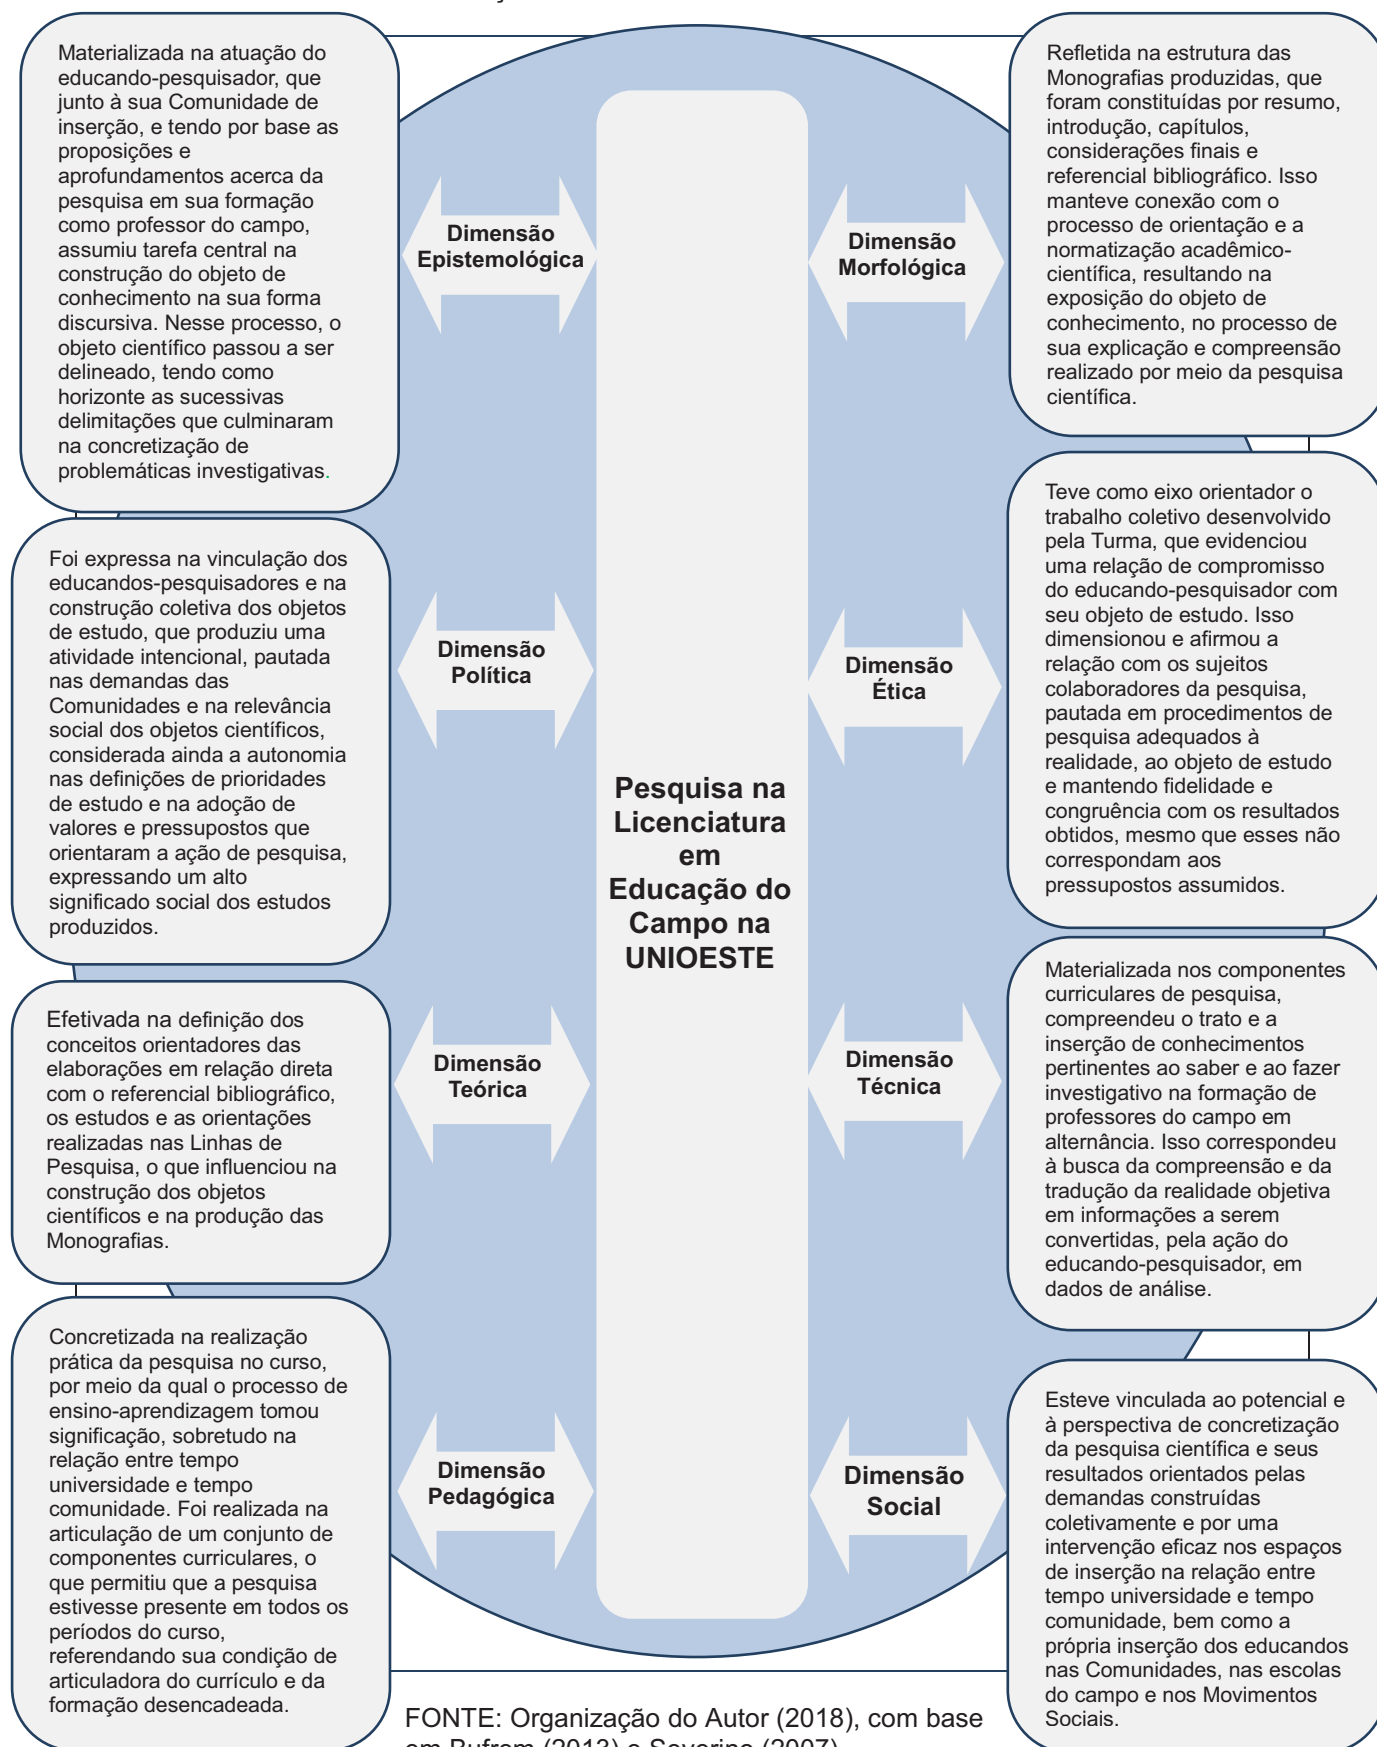 Materializada na atuação do
educando-pesquisador, que
junto à sua Comunidade de
inserção, e tendo por base as
proposições e
aprofundamentos acerca da
pesquisa em sua formação
como professor do campo,
assumiu tarefa central na
construção do objeto de
conhecimento na sua forma
discursiva. Nesse processo, o
objeto científico passou a ser
delineado, tendo como
horizonte as sucessivas
delimitações que culminaram
na concretização de
problemáticas investigativas.
Dimensão
Epistemológica
Foi expressa na vinculação dos
educandos-pesquisadores e na
construção coletiva dos objetos
de estudo, que produziu uma
atividade intencional, pautada
nas demandas das
Comunidades e na relevância
social dos objetos científicos,
considerada ainda a autonomia
nas definições de prioridades
de estudo e na adoção de
valores e pressupostos que
orientaram a ação de pesquisa,
expressando um alto
significado social dos estudos
produzidos.
Dimensão
Política
Efetivada na definição dos
conceitos orientadores das
elaborações em relação direta
com o referencial bibliográfico,
os estudos e as orientações
realizadas nas Linhas de
Pesquisa, o que influenciou na
construção dos objetos
científicos e na produção das
Monografias.
Dimensão
Teórica
Concretizada na realização
prática da pesquisa no curso,
por meio da qual o processo de
ensino-aprendizagem tomou
significação, sobretudo na
relação entre tempo
universidade e tempo
comunidade. Foi realizada na
articulação de um conjunto de
componentes curriculares, o
que permitiu que a pesquisa
estivesse presente em todos os
períodos do curso,
referendando sua condição de
articuladora do currículo e da
formação desencadeada.
Dimensão
Pedagógica
Pesquisa na
Licenciatura
em
Educação do
Campo na
UNIOESTE
Dimensão
Morfológica
Refletida na estrutura das
Monografias produzidas, que
foram constituídas por resumo,
introdução, capítulos,
considerações finais e
referencial bibliográfico. Isso
manteve conexão com o
processo de orientação e a
normatização acadêmico-
científica, resultando na
exposição do objeto de
conhecimento, no processo de
sua explicação e compreensão
realizado por meio da pesquisa
científica.
Dimensão
Ética
Teve como eixo orientador o
trabalho coletivo desenvolvido
pela Turma, que evidenciou
uma relação de compromisso
do educando-pesquisador com
seu objeto de estudo. Isso
dimensionou e afirmou a
relação com os sujeitos
colaboradores da pesquisa,
pautada em procedimentos de
pesquisa adequados à
realidade, ao objeto de estudo
e mantendo fidelidade e
congruência com os resultados
obtidos, mesmo que esses não
correspondam aos
pressupostos assumidos.
Dimensão
Técnica
Materializada nos componentes
curriculares de pesquisa,
compreendeu o trato e a
inserção de conhecimentos
pertinentes ao saber e ao fazer
investigativo na formação de
professores do campo em
alternância. Isso correspondeu
à busca da compreensão e da
tradução da realidade objetiva
em informações a serem
convertidas, pela ação do
educando-pesquisador, em
dados de análise.
Dimensão
Social
Esteve vinculada ao potencial e
à perspectiva de concretização
da pesquisa científica e seus
resultados orientados pelas
demandas construídas
coletivamente e por uma
intervenção eficaz nos espaços
de inserção na relação entre
tempo universidade e tempo
comunidade, bem como a
própria inserção dos educandos
nas Comunidades, nas escolas
do campo e nos Movimentos
Sociais.
FONTE: Organização do Autor (2018), com base
em Bufrem (2013) e Severino (2007)